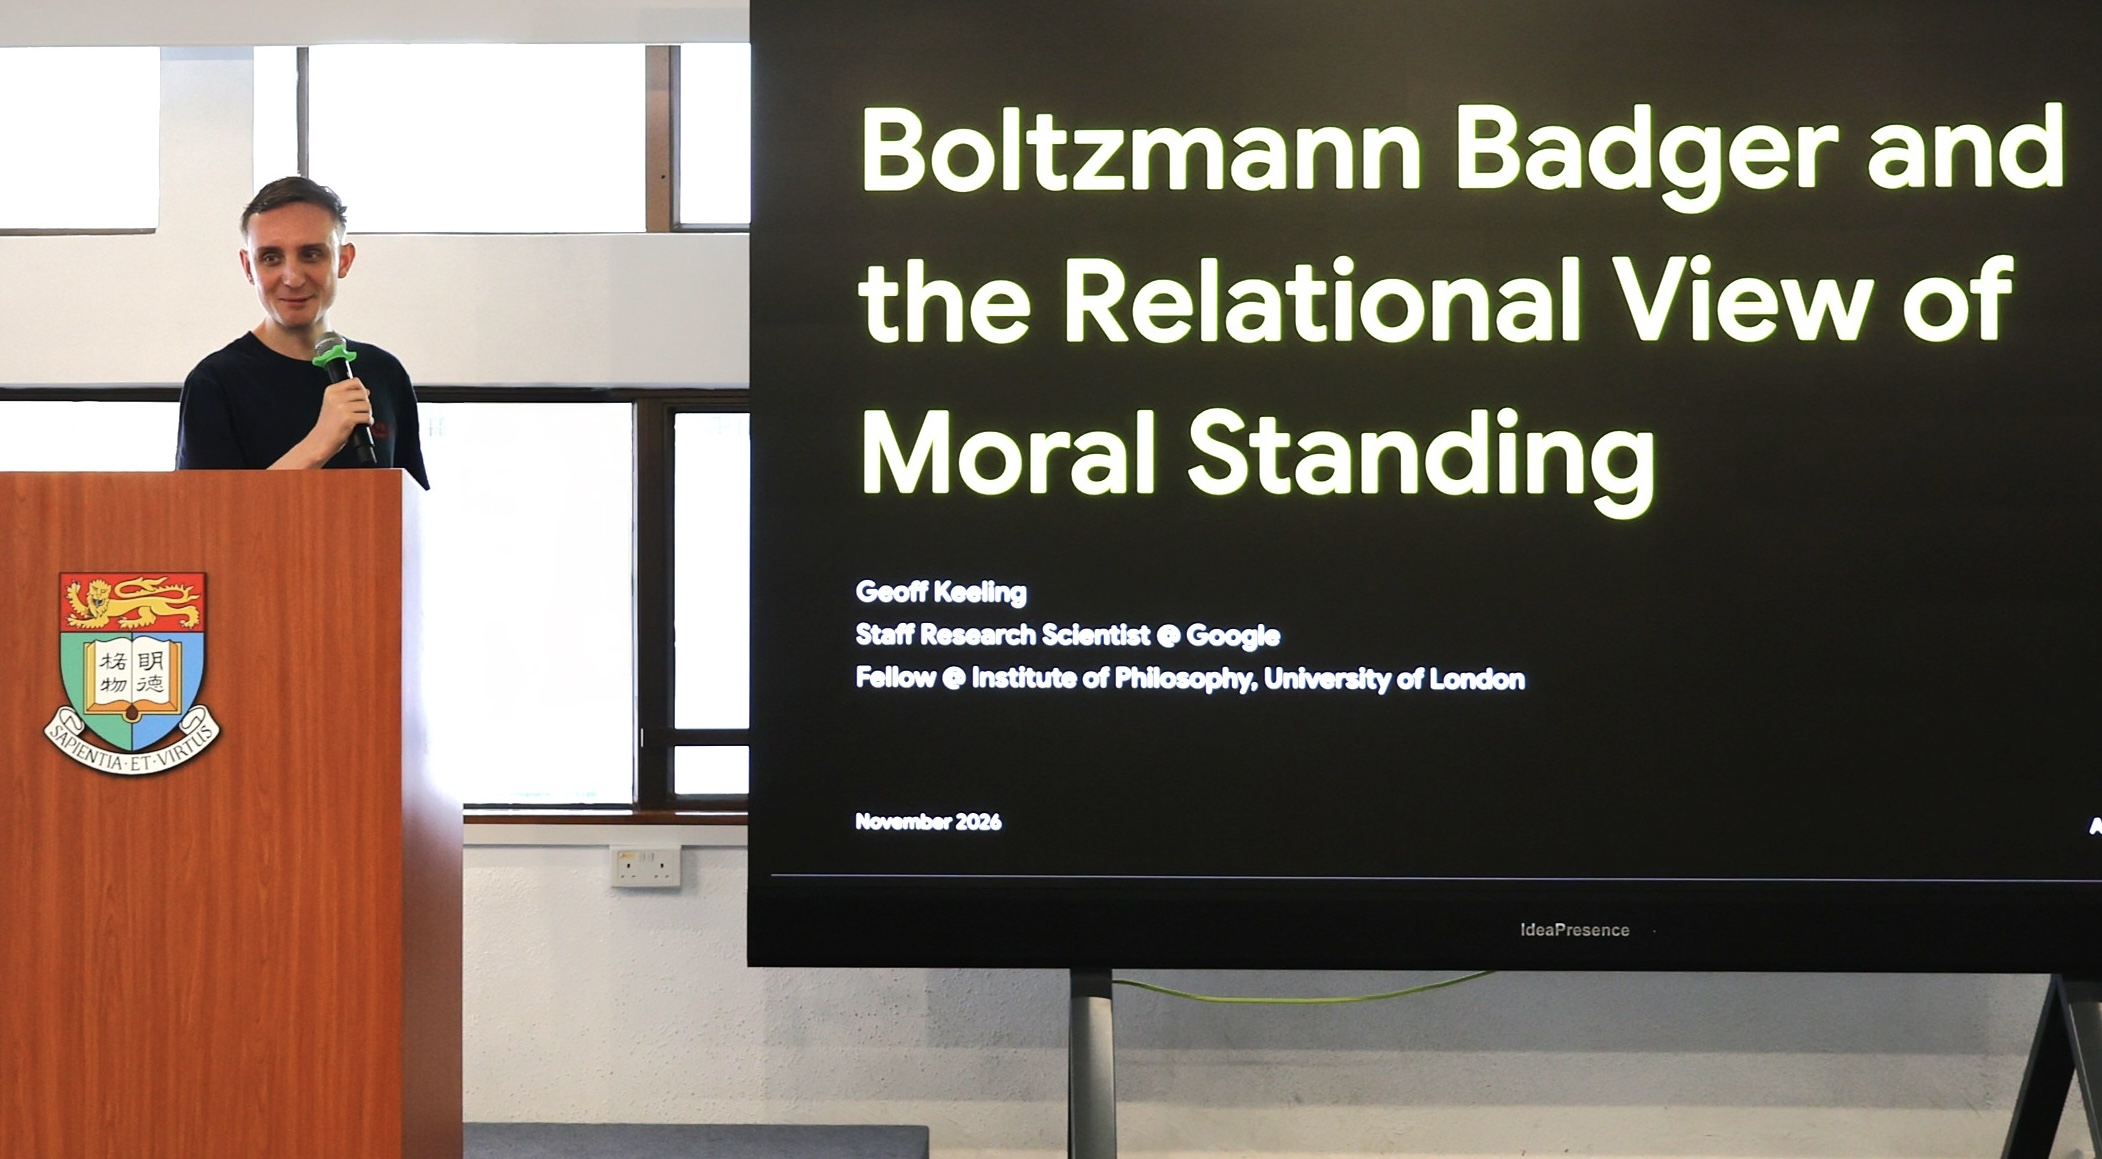 Boltzmann Badger and
the Relational View of
Moral Standing
Geoff Keeling
Staff Research Scientist @ Google
Fellow @ Institute of Philosophy, University of London
November 2026
IdeaPresence
明德
格物
SAPIENTIA·ET·VIRTUS